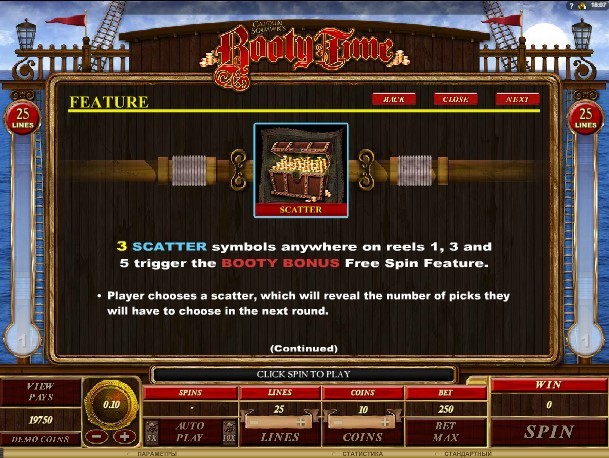 18:07
CAPTAIN
Booty Time
25
LINES
25
LINES
FEATURE
BACK
CLOSE
NEXT
SCATTER
3 SCATTER symbols anywhere on reels 1, 3 and
5 trigger the BOOTY BONUS Free Spin Feature.
• Player chooses a scatter, which will reveal the number of picks they
will have to choose in the next round.
(Continued)
1
1
CLICK SPIN TO PLAY
VIEW
PAYS
19750
DEMO COINS
0.10
SPINS
-
LINES
25
COINS
10
BET
250
WIN
0
5X
AUTO
PLAY
10X
LINES
COINS
BET
MAX
SPIN
ПАРАМЕТРЫ
СТАТИСТИКА
СТАНДАРТНЫЙ